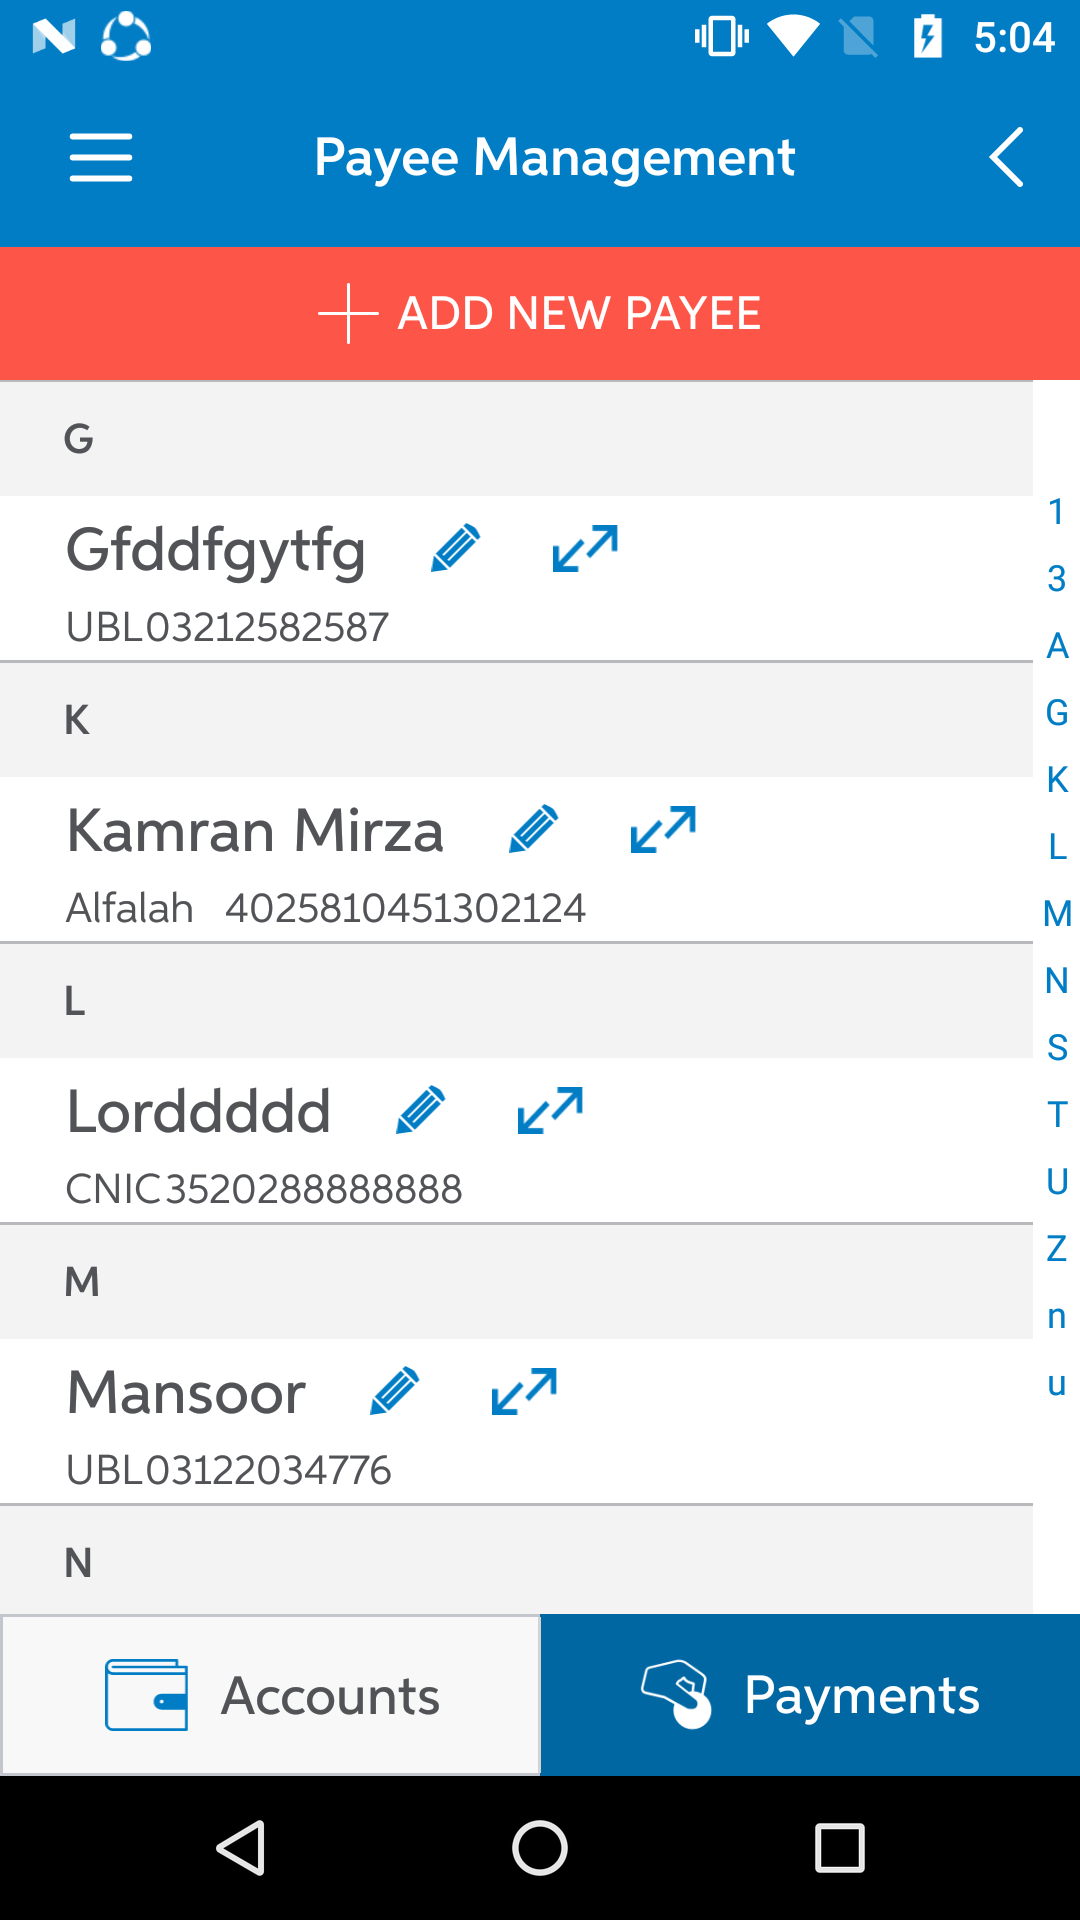 5:04
Payee Management
ADD NEW PAYEE
G
Gfddfgytfg
UBL03212582587
K
Kamran Mirza
Alfalah 4025810451302124
L
Lorddddd
CNIC3520288888888
M
Mansoor
UBL03122034776
N
1
3
A
G
K
L
M
N
S
T
U
Z
n
u
Accounts
Payments